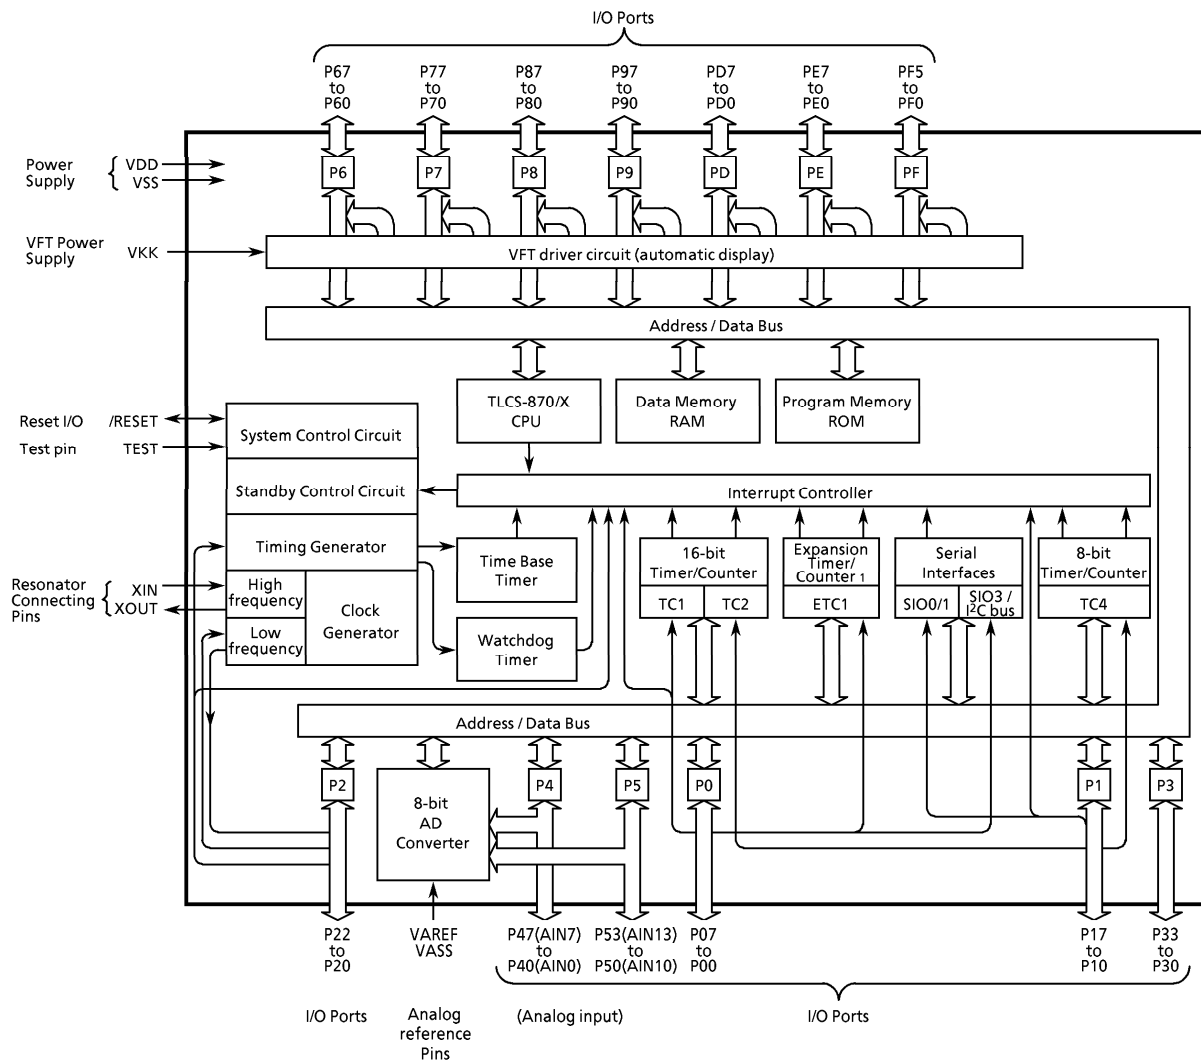 I/O Ports
P67 P77 P87 P97 PD7 PE7 PF5
to to to to to to to
P60 P70 P80 P90 PD0 PE0 PF0
Power Supply
VDD
VSS
P6 P7 P8 P9 PD PE PF
VFT Power Supply
VKK
VFT driver circuit (automatic display)
Address / Data Bus
TLCS-870/X
CPU
Data Memory
RAM
Program Memory
ROM
Reset I/O /RESET
Test pin TEST
System Control Circuit
Standby Control Circuit
Interrupt Controller
Timing Generator
Time Base
Timer
16-bit
Timer/Counter
TC1 TC2
Expansion
Timer/
Counter 1
ETC1
Serial
Interfaces
SIO0/1
SIO3 /
I2C bus
8-bit
Timer/Counter
TC4
Resonator
Connecting
Pins
XIN
XOUT
High
frequency
Clock
Generator
Low
frequency
Watchdog
Timer
Address / Data Bus
P2
8-bit
AD
Converter
P4 P5 P0 P1 P3
P22
to
P20
VAREF
VASS
P47(AIN7)
to
P40(AIN0)
P53(AIN13)
to
P50(AIN10)
P07
to
P00
P17
to
P10
P33
to
P30
I/O Ports
Analog
reference
Pins
(Analog input)
I/O Ports